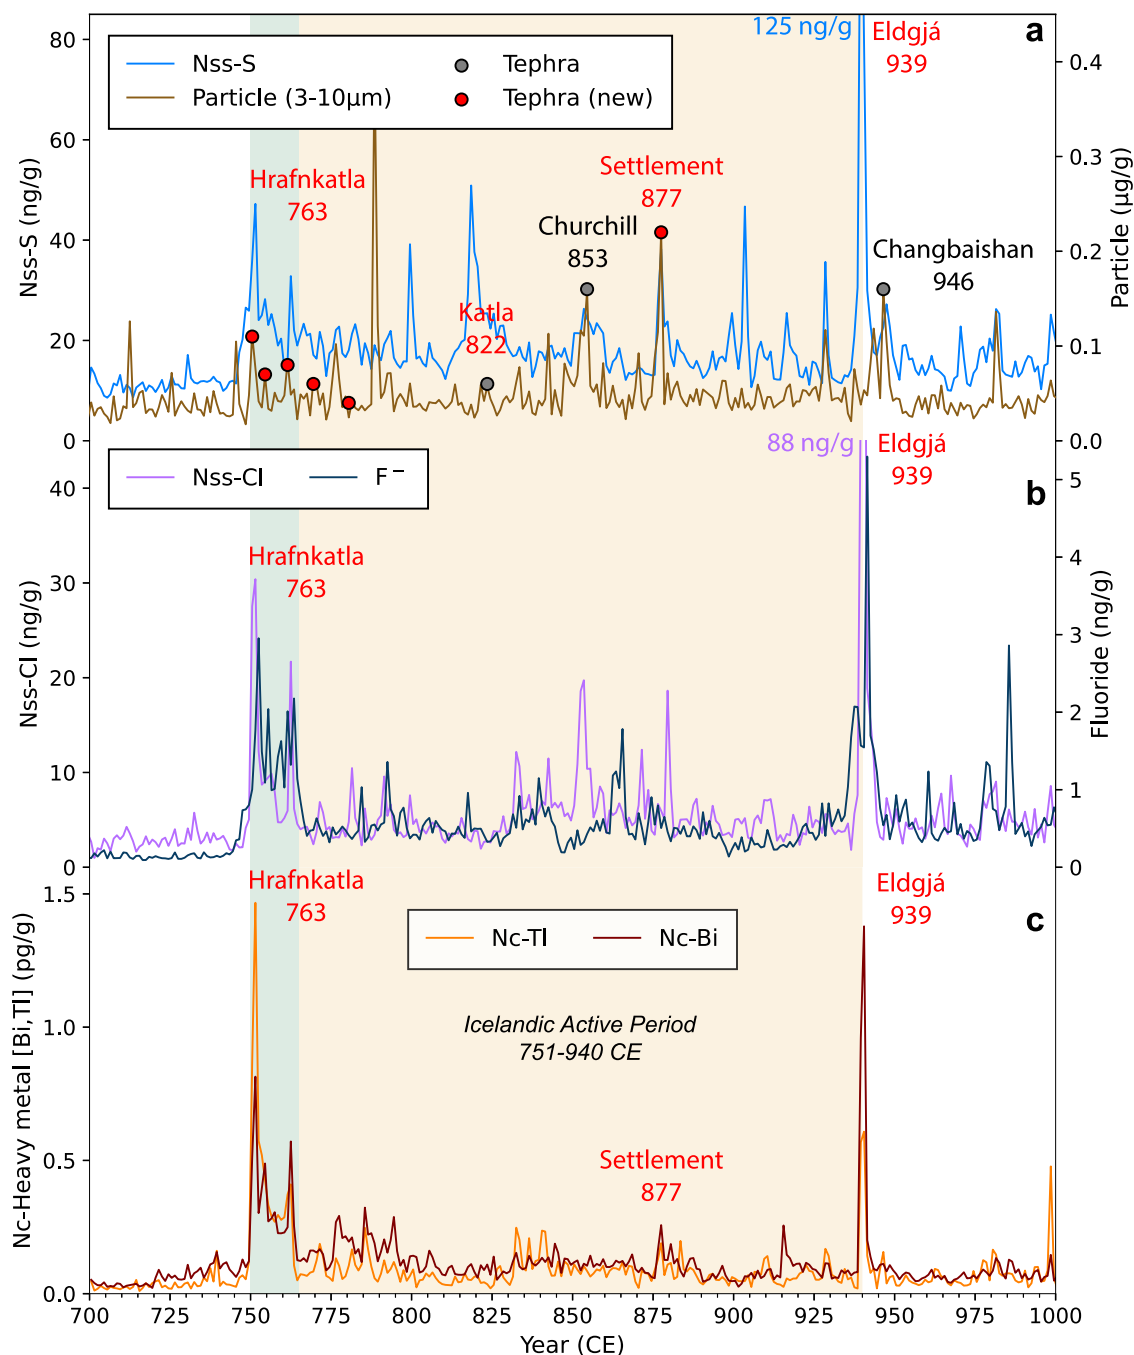 125 ng/g
Eldgjá
939
a
Nss-S
Particle (3-10μm)
Tephra
Tephra (new)
80
60
40
20
0
Nss-S (ng/g)
0.4
0.3
0.2
0.1
0.0
Particle (μg/g)
Hrafnkatla
763
Settlement
877
Churchill
853
Changbaishan
946
Katla
822
Nss-Cl
F⁻
88 ng/g
Eldgjá
939
b
40
30
20
10
0
Nss-Cl (ng/g)
5
4
3
2
1
0
Fluoride (ng/g)
Hrafnkatla
763
Hrafnkatla
763
Eldgjá
939
c
Nc-Tl
Nc-Bi
1.5
1.0
0.5
0.0
Nc-Heavy metal [Bi,Tl] (pg/g)
Icelandic Active Period
751-940 CE
Settlement
877
700
725
750
775
800
825
850
875
900
925
950
975
1000
Year (CE)